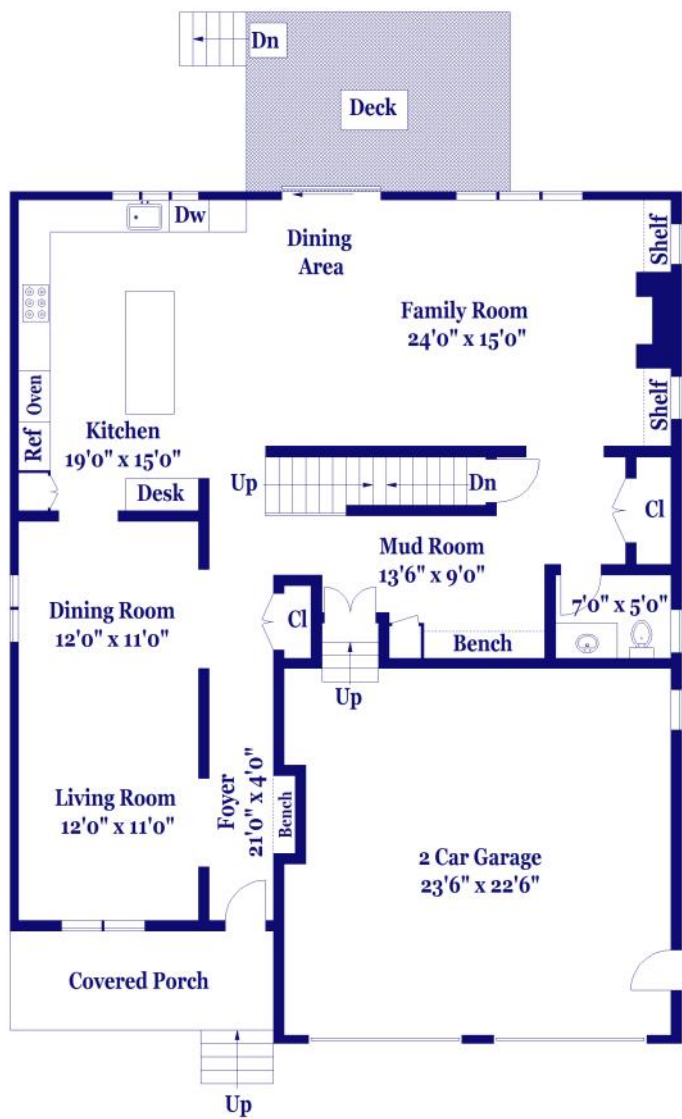 Dn
Deck
Dw
Dining
Area
Shelf
Family Room
24'0" x 15'0"
Oven
Ref
Shelf
Kitchen
19'0" x 15'0"
Desk
Up
Dn
Cl
Mud Room
13'6" x 9'0"
Dining Room
12'0" x 11'0"
Cl
7'0" x 5'0"
Bench
Up
Living Room
12'0" x 11'0"
Foyer
21'0" x 4'0"
Bench
2 Car Garage
23'6" x 22'6"
Covered Porch
Up